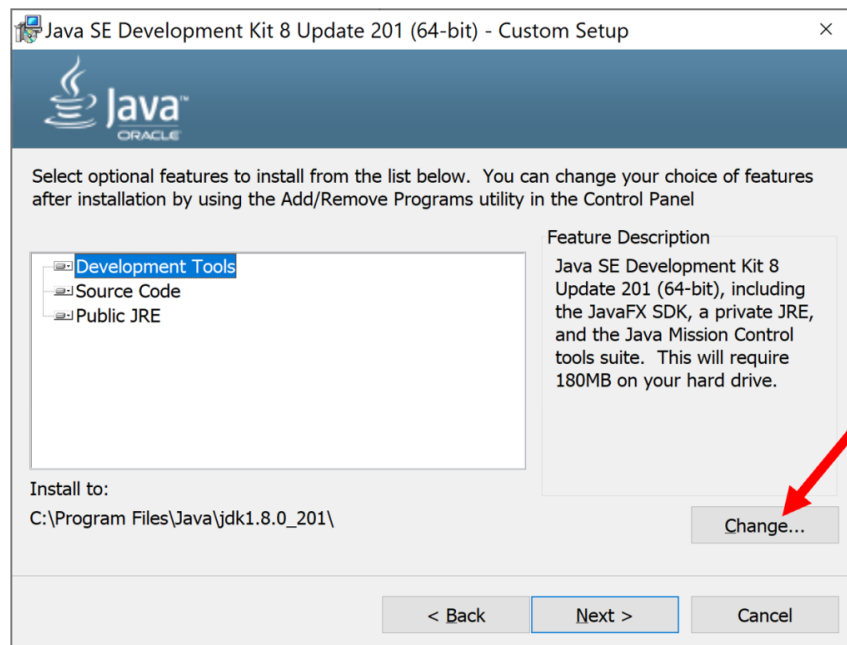 Java SE Development Kit 8 Update 201 (64-bit) - Custom Setup
Java™
ORACLE
Select optional features to install from the list below.  You can change your choice of features
after installation by using the Add/Remove Programs utility in the Control Panel
Development Tools
Source Code
Public JRE
Feature Description
Java SE Development Kit 8
Update 201 (64-bit), including
the JavaFX SDK, a private JRE,
and the Java Mission Control
tools suite.  This will require
180MB on your hard drive.
Install to:
C:\Program Files\Java\jdk1.8.0_201\
Change...
< Back
Next >
Cancel